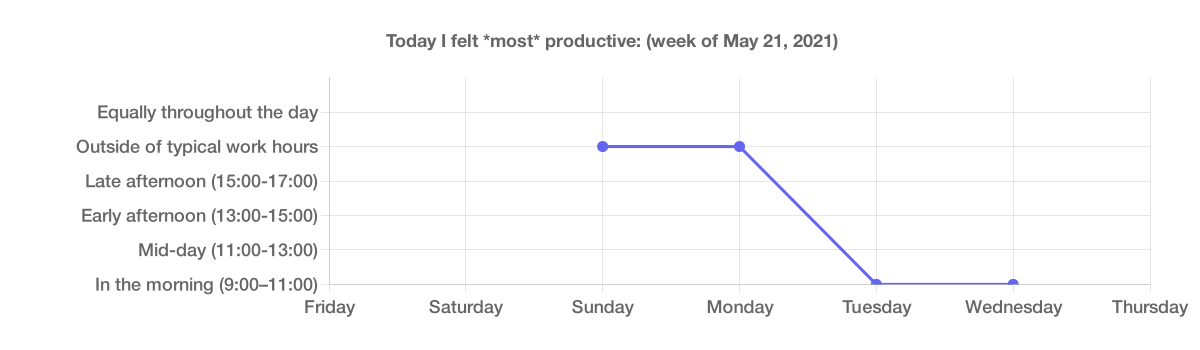 Today I felt *most* productive: (week of May 21, 2021)
Equally throughout the day
Outside of typical work hours
Late afternoon (15:00-17:00)
Early afternoon (13:00-15:00)
Mid-day (11:00-13:00)
In the morning (9:00–11:00)
Friday Saturday Sunday Monday Tuesday Wednesday Thursday